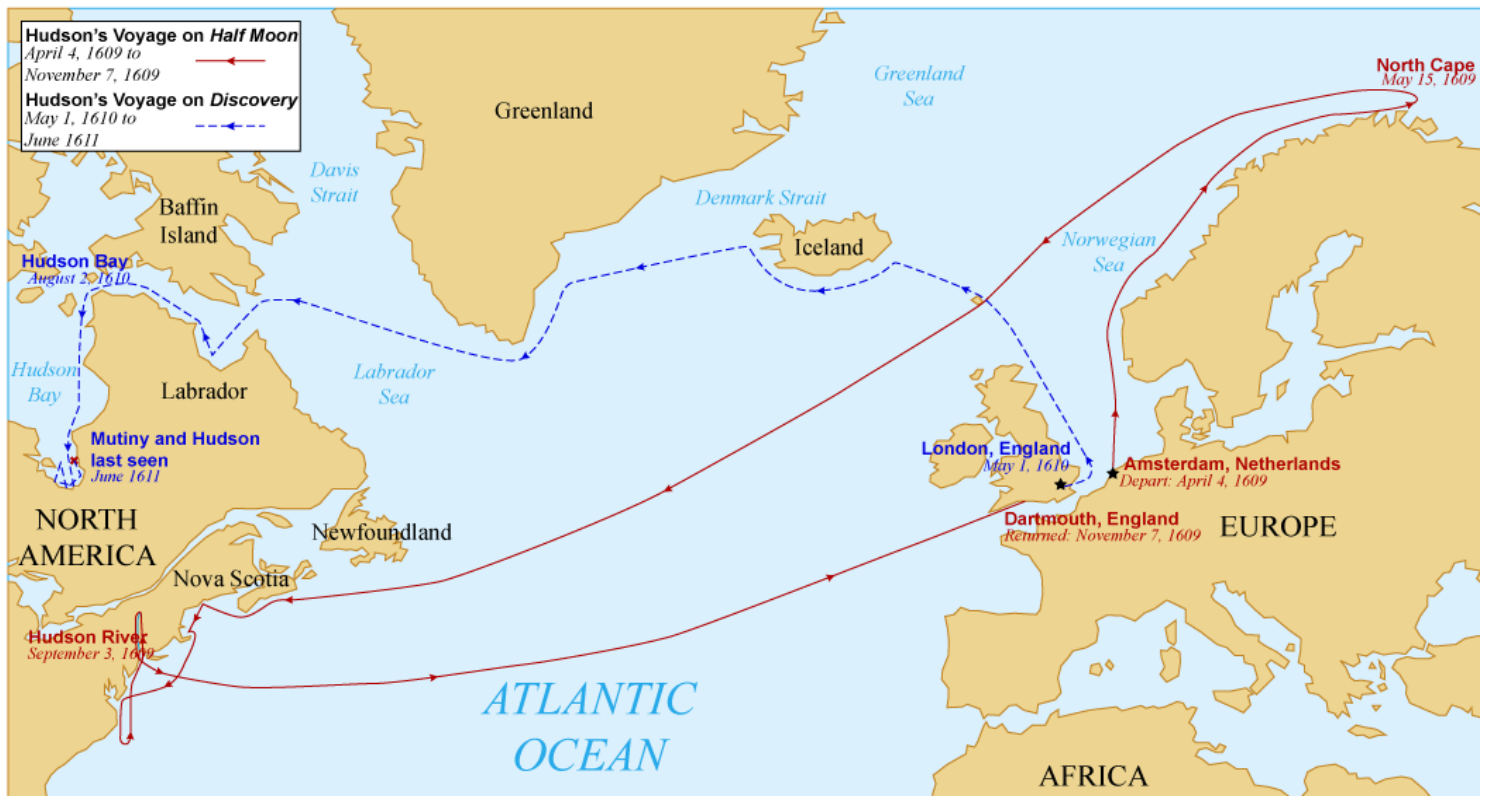 Hudson's Voyage on Half Moon
April 4, 1609 to
November 7, 1609
Hudson's Voyage on Discovery
May 1, 1610 to
June 1611
Greenland
Sea
North Cape
May 15, 1609
Greenland
Davis
Strait
Denmark Strait
Baffin
Island
Iceland
Norwegian
Sea
Hudson Bay
August 2, 1610
Hudson
Bay
Labrador
Labrador
Sea
Mutiny and Hudson
last seen
June 1611
London, England
May 1, 1610
Amsterdam, Netherlands
Depart: April 4, 1609
Dartmouth, England
Returned: November 7, 1609
EUROPE
NORTH
AMERICA
Newfoundland
Nova Scotia
Hudson River
September 3, 1609
ATLANTIC
OCEAN
AFRICA